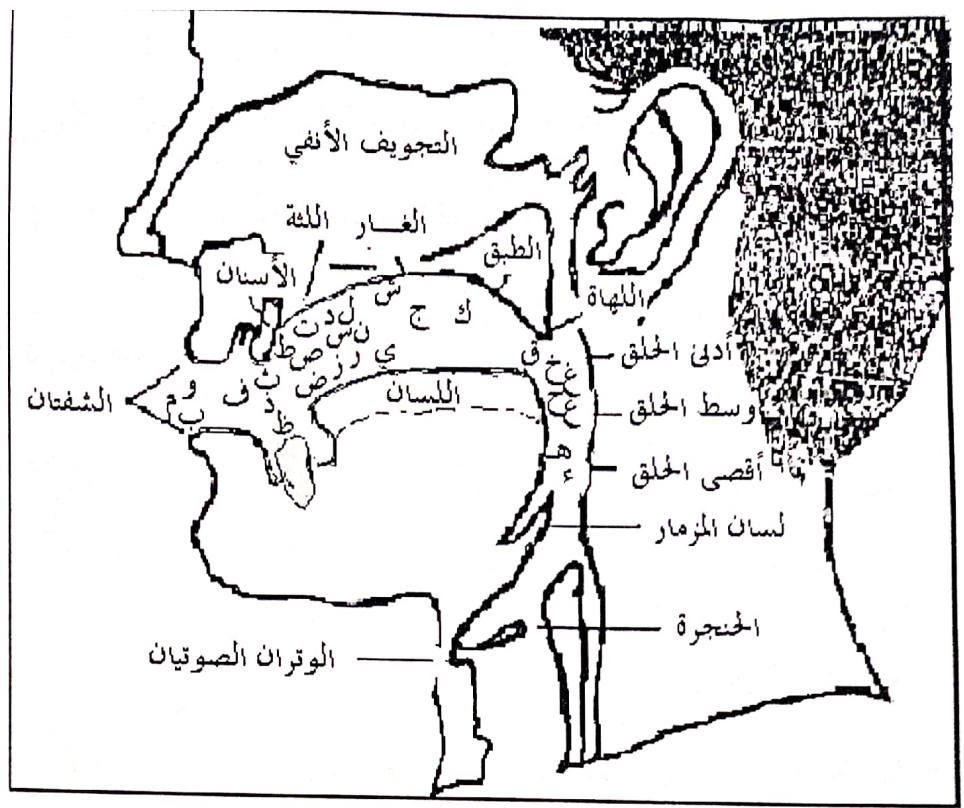 التجويف الأنفي
الغــار
اللثة
الطبق
الأسنان
اللهاة
ش
ك
ج
ل
د
ت
ن
س
ط
ص
ز
ر
ي
ض
ق
غ
خ
أدنى الحلق
ع
ح
وسط الحلق
ث
ذ
ظ
ف
و
م
ب
الشفتان
اللسان
هـ
ء
أقصى الحلق
لسان المزمار
الحنجرة
الوتران الصوتيان